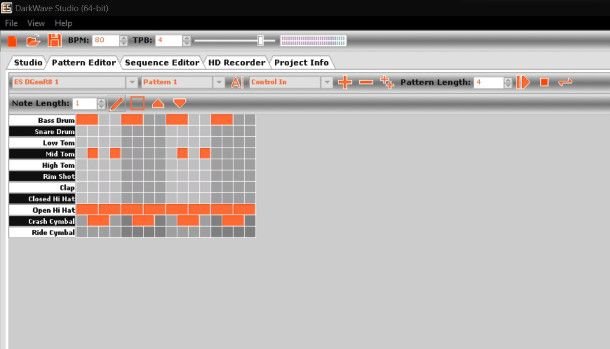 DarkWave Studio (64-bit)
File View Help
BPM: 80 TPB: 4
Studio Pattern Editor Sequence Editor HD Recorder Project Info
ES DGenR8 1 Pattern 1 A Control In Pattern Length: 4
Note Length: 1
Bass Drum
Snare Drum
Low Tom
Mid Tom
High Tom
Rim Shot
Clap
Closed Hi Hat
Open Hi Hat
Crash Cymbal
Ride Cymbal